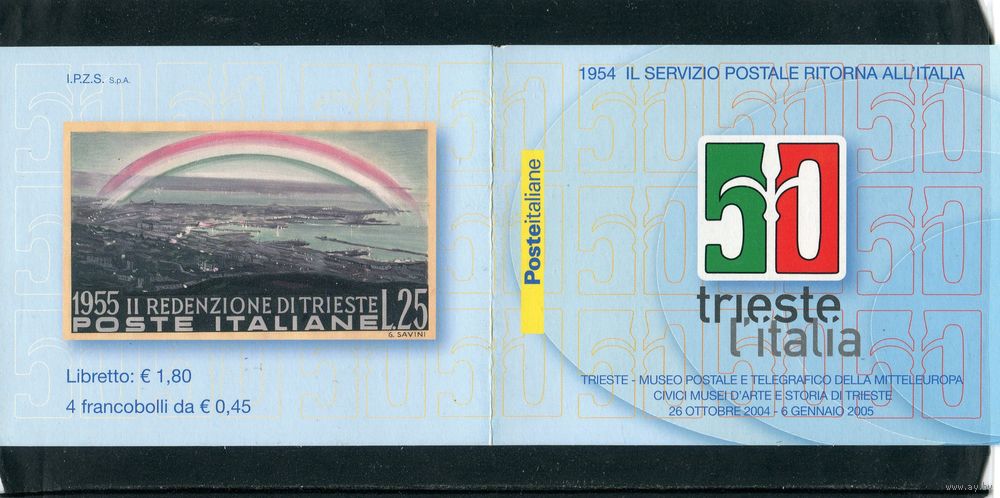 I.P.Z.S. S.p.A.
1955 II REDENZIONE DI TRIESTE L.25
POSTE ITALIANE
G. SAVINI
Libretto: € 1,80
4 francobolli da € 0,45
Posteitaliane
1954 IL SERVIZIO POSTALE RITORNA ALL'ITALIA
50
trieste
l'italia
TRIESTE - MUSEO POSTALE E TELEGRAFICO DELLA MITTELEUROPA
CIVICI MUSEI D'ARTE E STORIA DI TRIESTE
26 OTTOBRE 2004 - 6 GENNAIO 2005